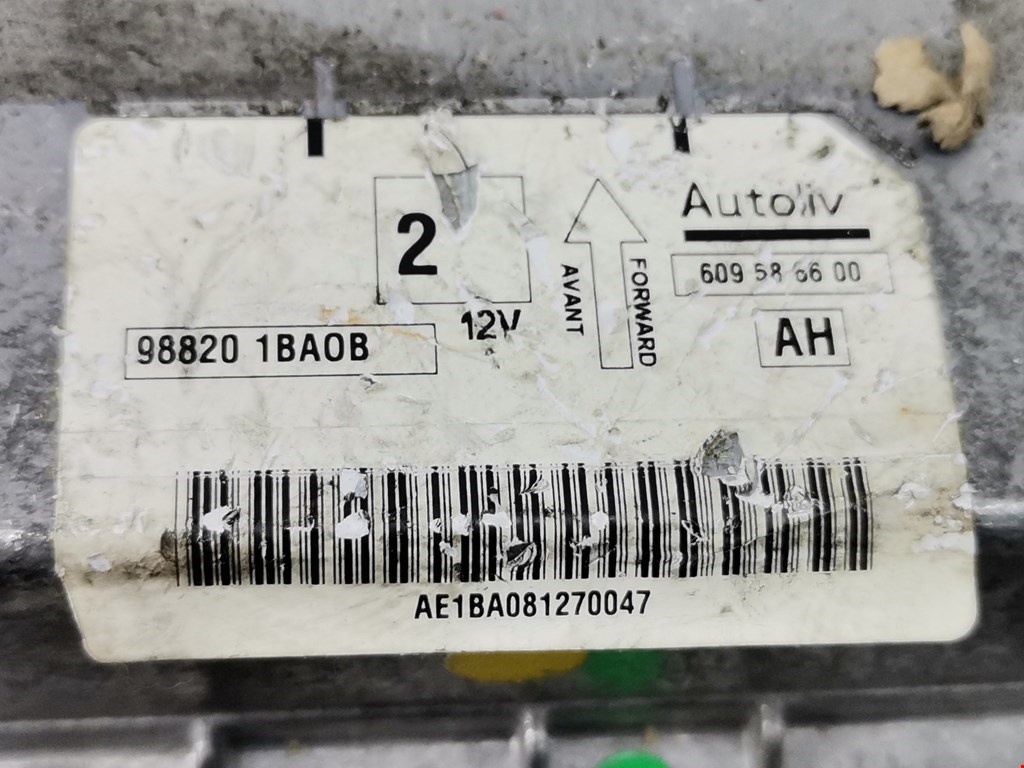 2
12V
98820 1BA0B
AVANT
FORWARD
Autoliv
609 58 66 00
AH
AE1BA081270047